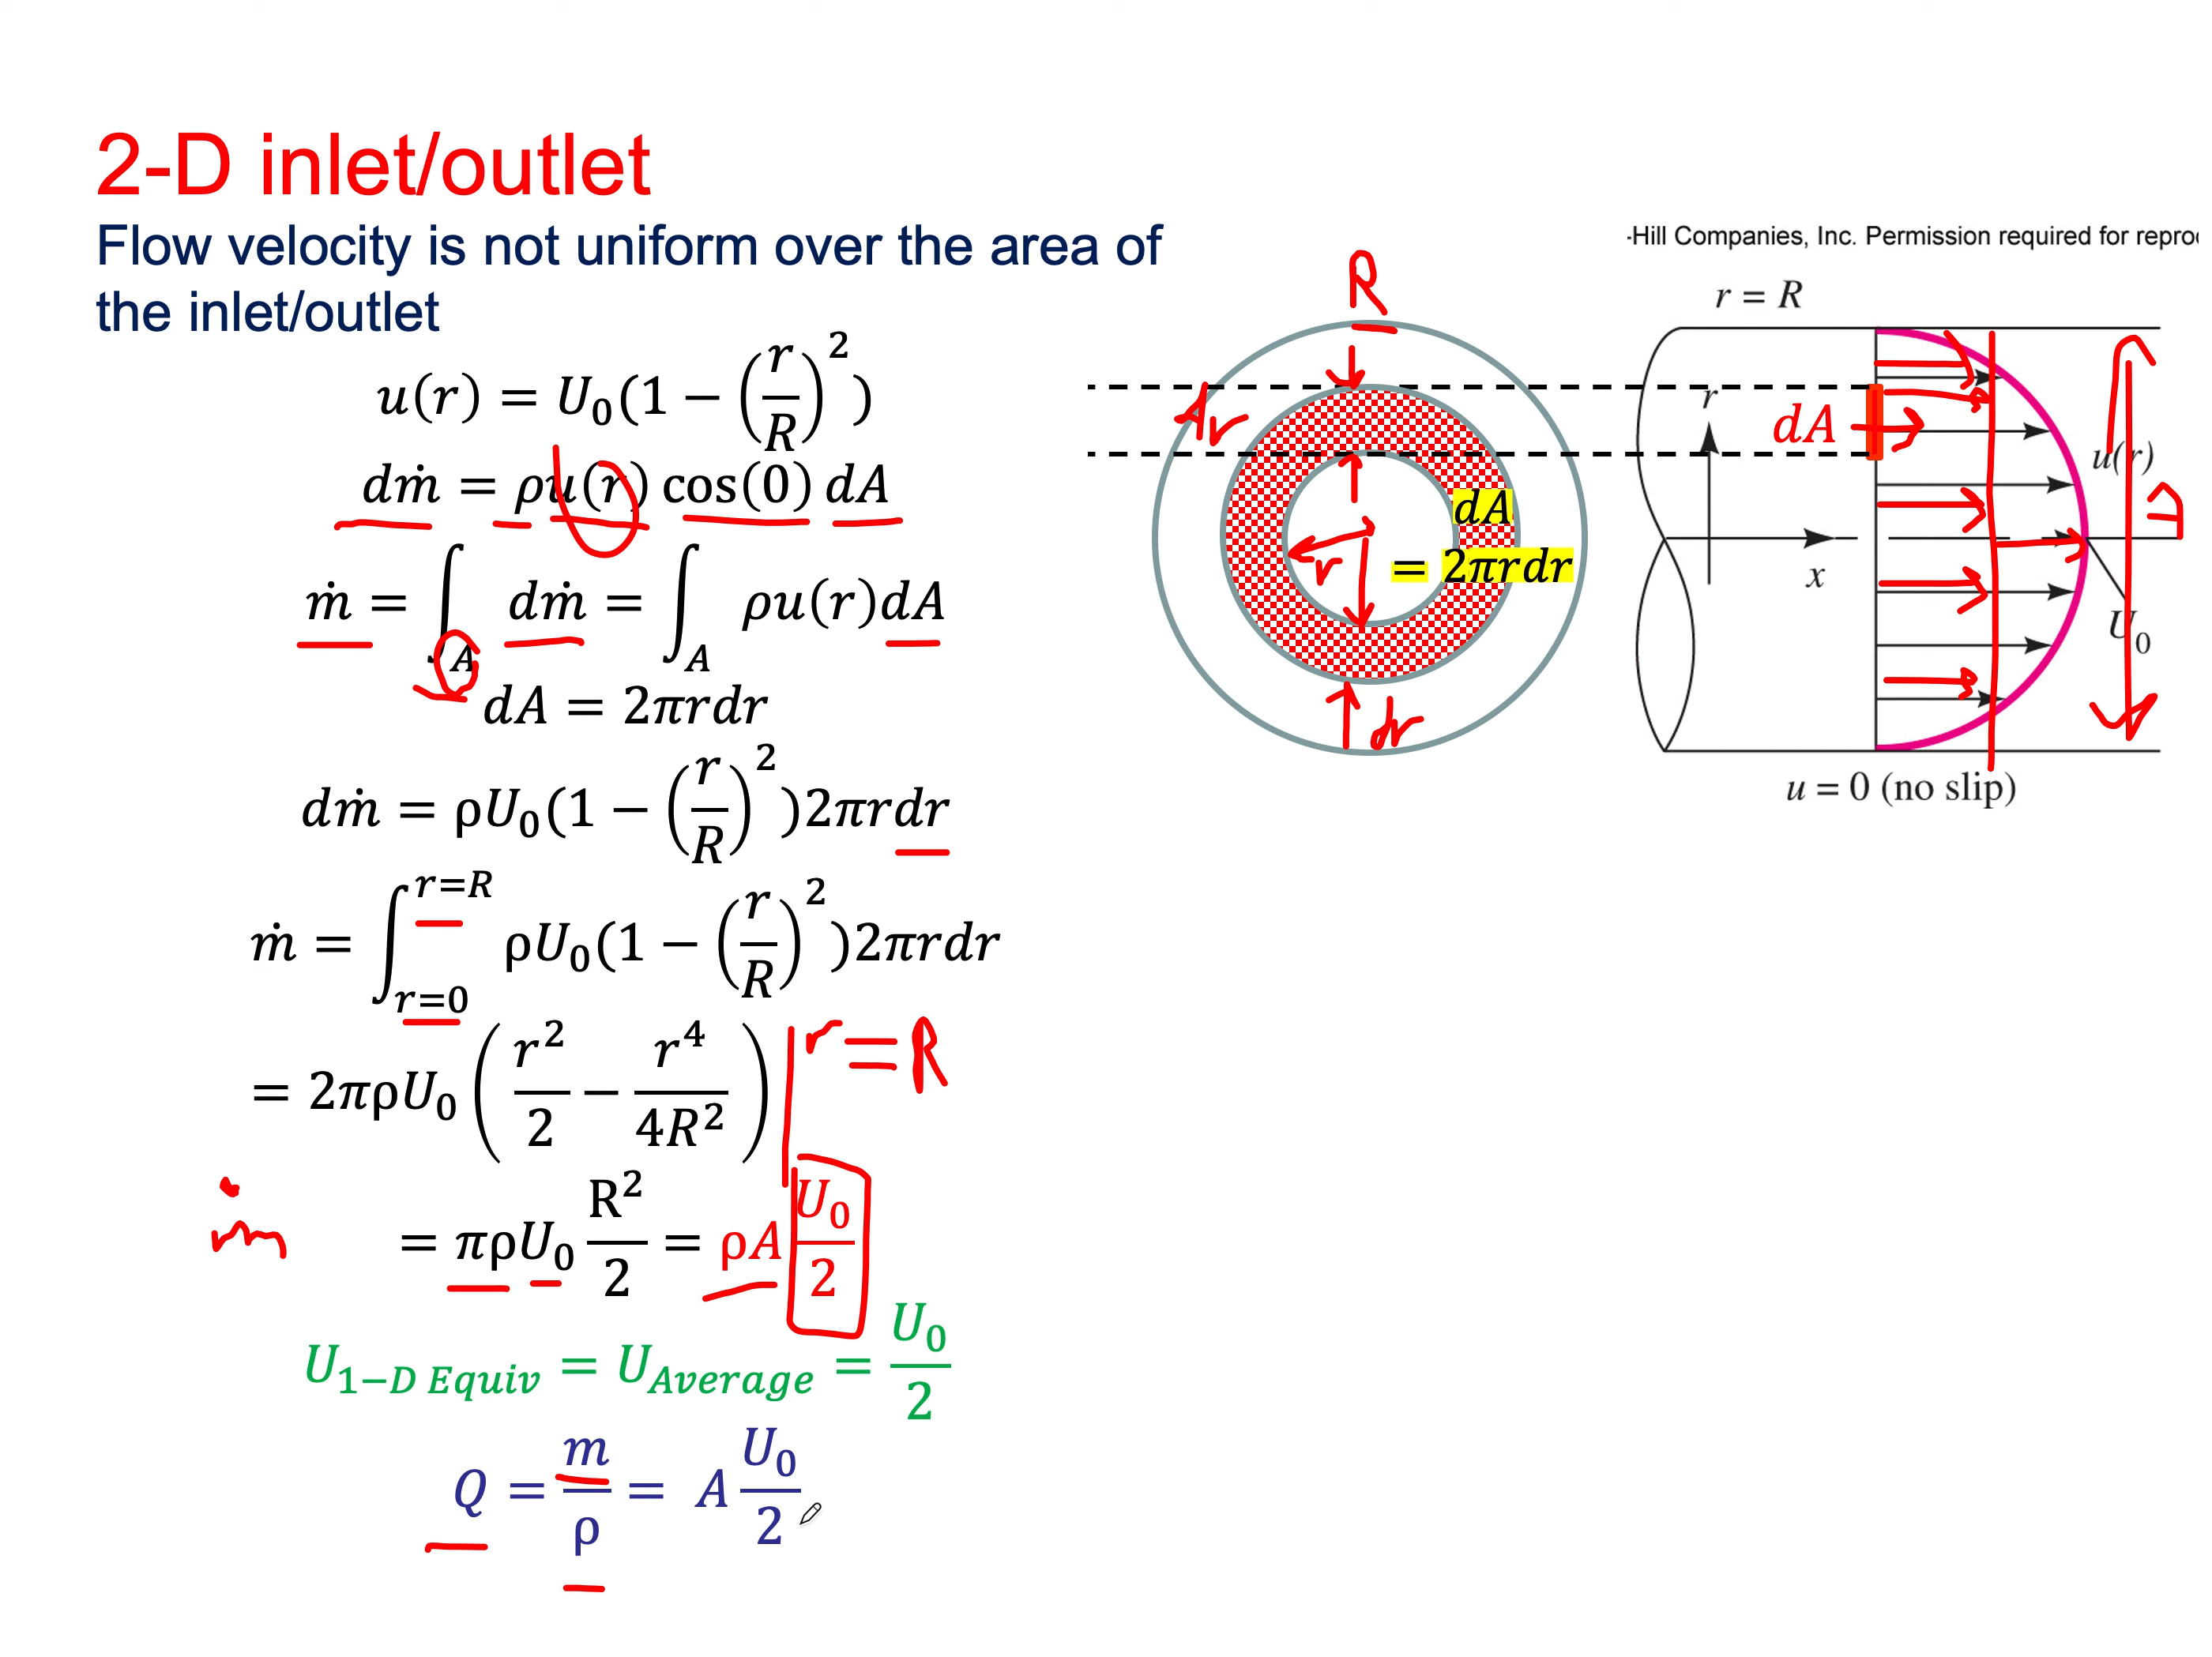 2-D inlet/outlet
Flow velocity is not uniform over the area of
the inlet/outlet
u(r) = U₀(1 − (r/R)²)
dṁ = ρu(r) cos(0) dA
ṁ = ∫_A dṁ = ∫_A ρu(r)dA
dA = 2πrdr
dṁ = ρU₀(1 − (r/R)²)2πrdr
ṁ = ∫_{r=0}^{r=R} ρU₀(1 − (r/R)²)2πrdr
= 2πρU₀(r²/2 − r⁴/4R²)| r = R
ṁ = πρU₀ R²/2 = ρA U₀/2
U_{1−D Equiv} = U_{Average} = U₀/2
Q = m/ρ = A U₀/2
R
r
dr
dA
= 2πrdr
-Hill Companies, Inc. Permission required for repro
r = R
r
dA
x
u(r)
U₀
u = 0 (no slip)